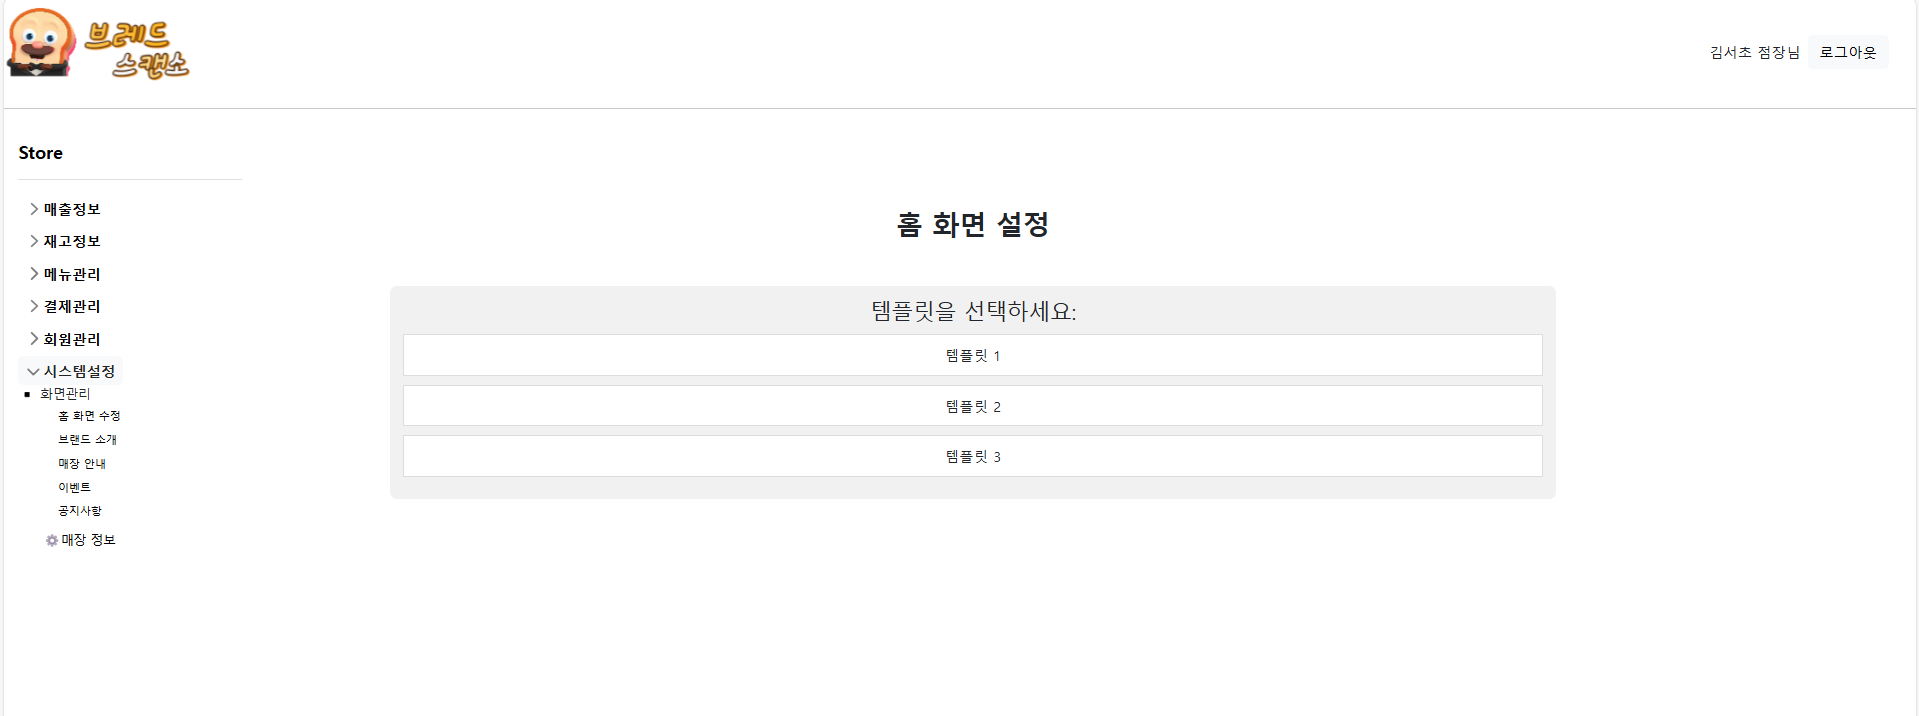 브레드
스캔소
김서초 점장님 로그아웃
Store
매출정보
재고정보
메뉴관리
결제관리
회원관리
시스템설정
화면관리
홈 화면 수정
브랜드 소개
매장 안내
이벤트
공지사항
매장 정보
홈 화면 설정
템플릿을 선택하세요:
템플릿 1
템플릿 2
템플릿 3